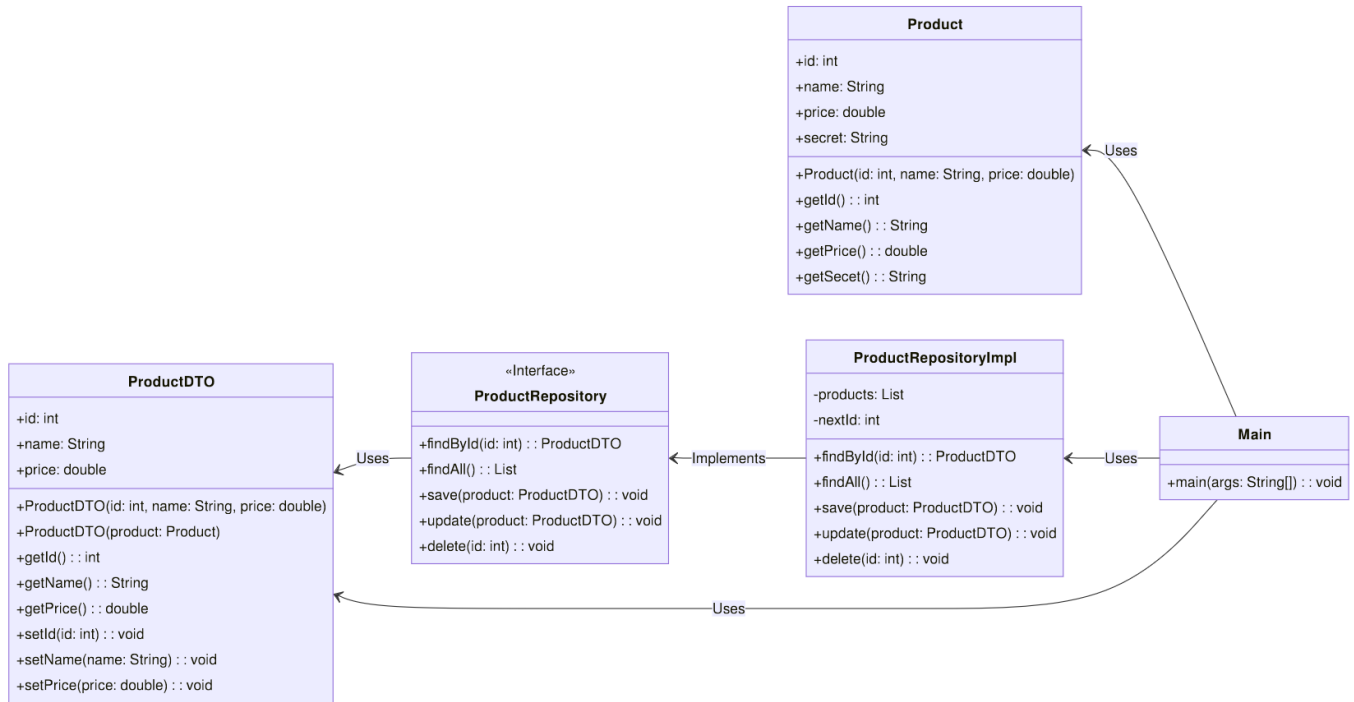 Product
+id: int
+name: String
+price: double
+secret: String
+Product(id: int, name: String, price: double)
+getId() : : int
+getName() : : String
+getPrice() : : double
+getSecet() : : String
Uses
ProductDTO
+id: int
+name: String
+price: double
+ProductDTO(id: int, name: String, price: double)
+ProductDTO(product: Product)
+getId() : : int
+getName() : : String
+getPrice() : : double
+setId(id: int) : : void
+setName(name: String) : : void
+setPrice(price: double) : : void
Uses
«Interface»
ProductRepository
+findById(id: int) : : ProductDTO
+findAll() : : List
+save(product: ProductDTO) : : void
+update(product: ProductDTO) : : void
+delete(id: int) : : void
Implements
ProductRepositoryImpl
-products: List
-nextId: int
+findById(id: int) : : ProductDTO
+findAll() : : List
+save(product: ProductDTO) : : void
+update(product: ProductDTO) : : void
+delete(id: int) : : void
Uses
Main
+main(args: String[]) : : void
Uses